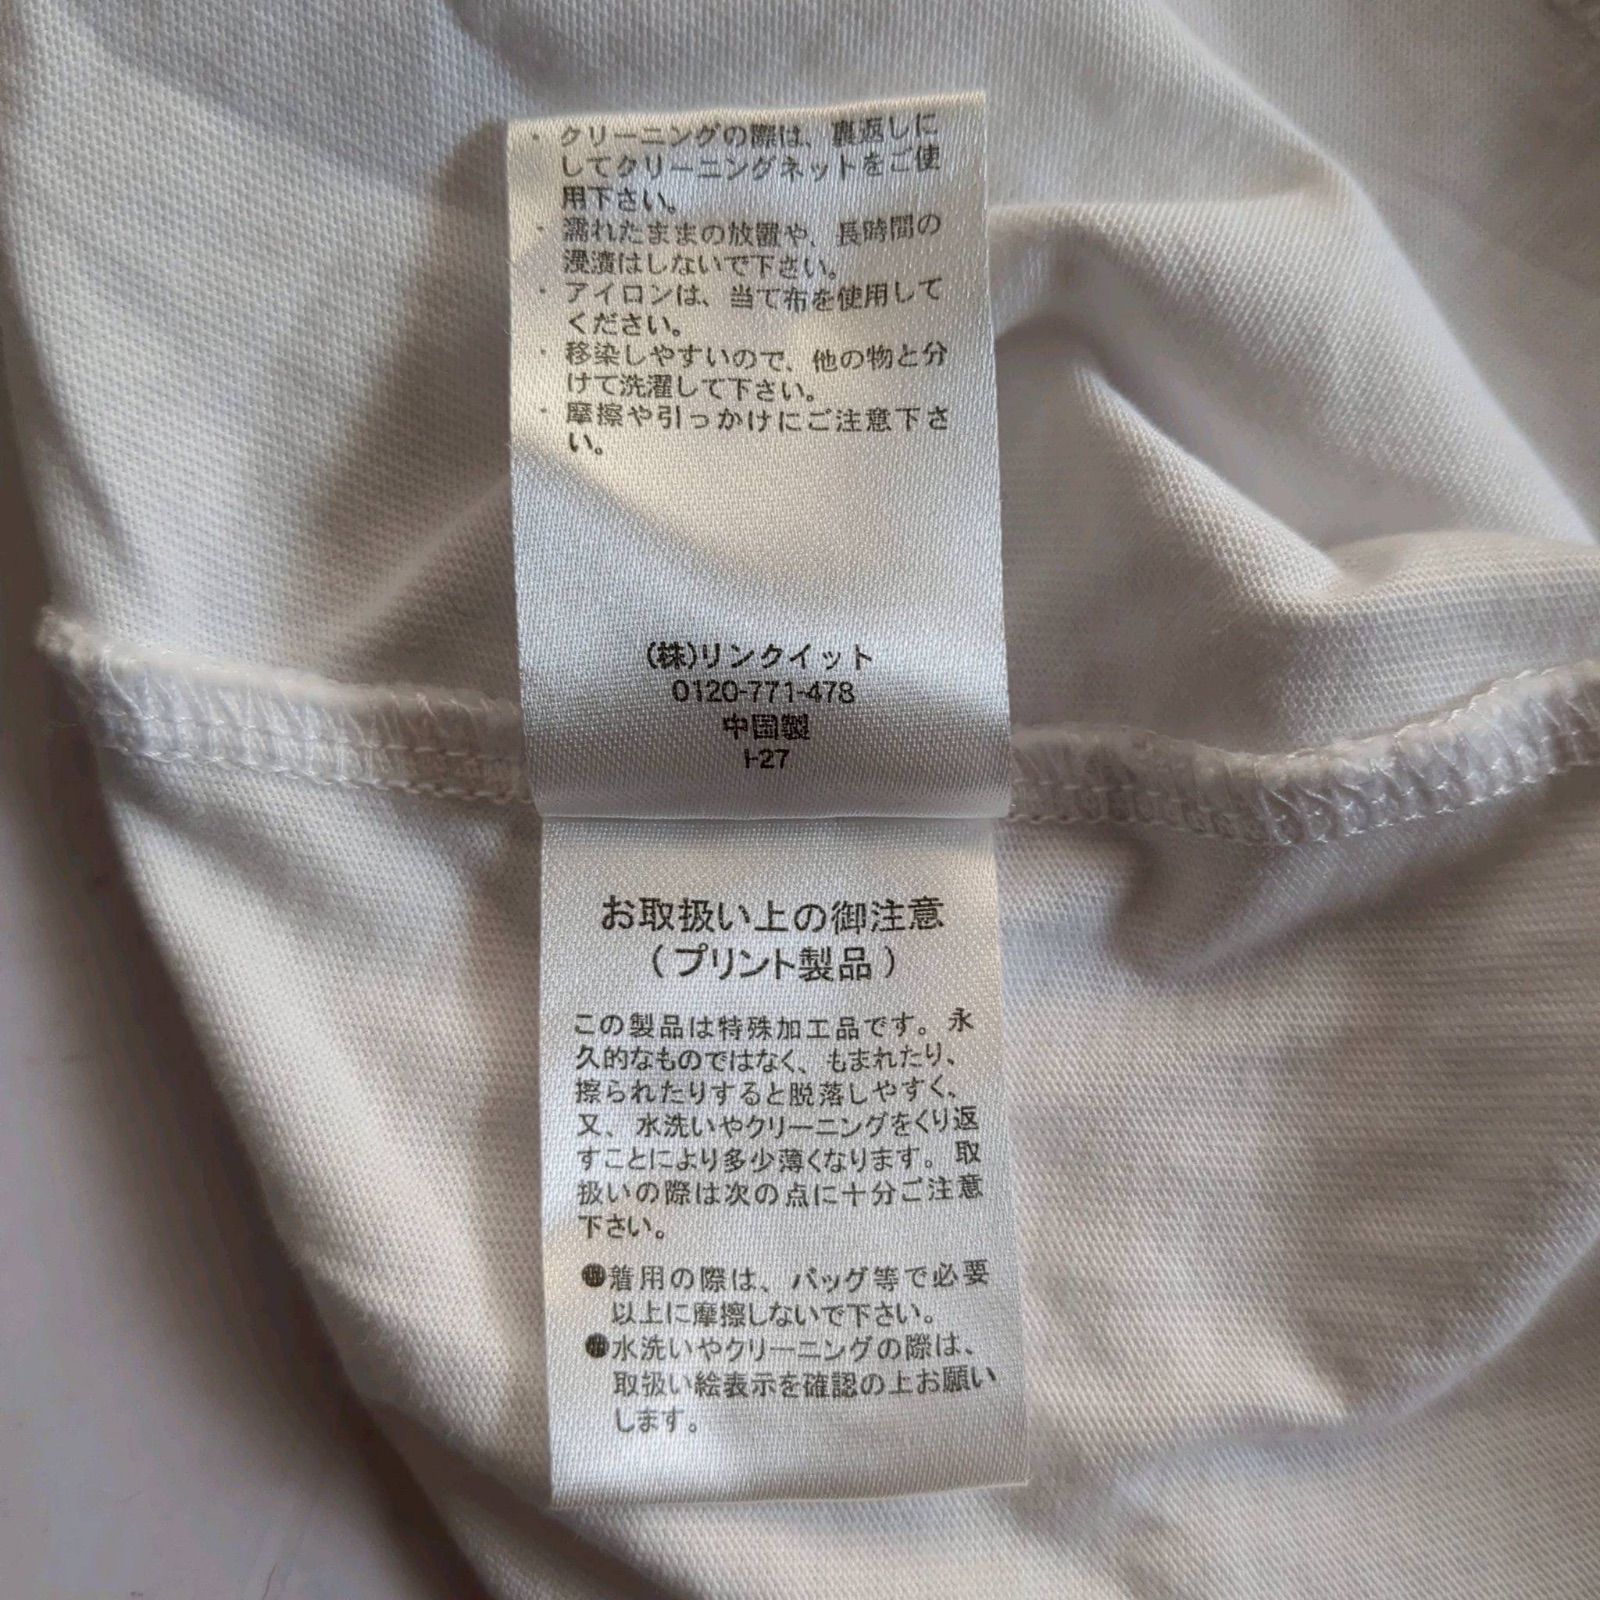 ・クリーニングの際は、裏返しに
してクリーニングネットをご使
用下さい。
・濡れたままの放置や、長時間の
浸漬はしないで下さい。
・アイロンは、当て布を使用して
ください。
・移染しやすいので、他の物と分
けて洗濯して下さい。
・摩擦や引っかけにご注意下さ
い。
(株)リンクイット
0120-771-478
中国製
I-27
お取扱い上の御注意
(プリント製品)
この製品は特殊加工品です。永
久的なものではなく、もまれたり、
擦られたりすると脱落しやすく、
又、水洗いやクリーニングをくり返
すことにより多少薄くなります。取
扱いの際は次の点に十分ご注意
下さい。
●着用の際は、バッグ等で必要
以上に摩擦しないで下さい。
●水洗いやクリーニングの際は、
取扱い絵表示を確認の上お願い
します。